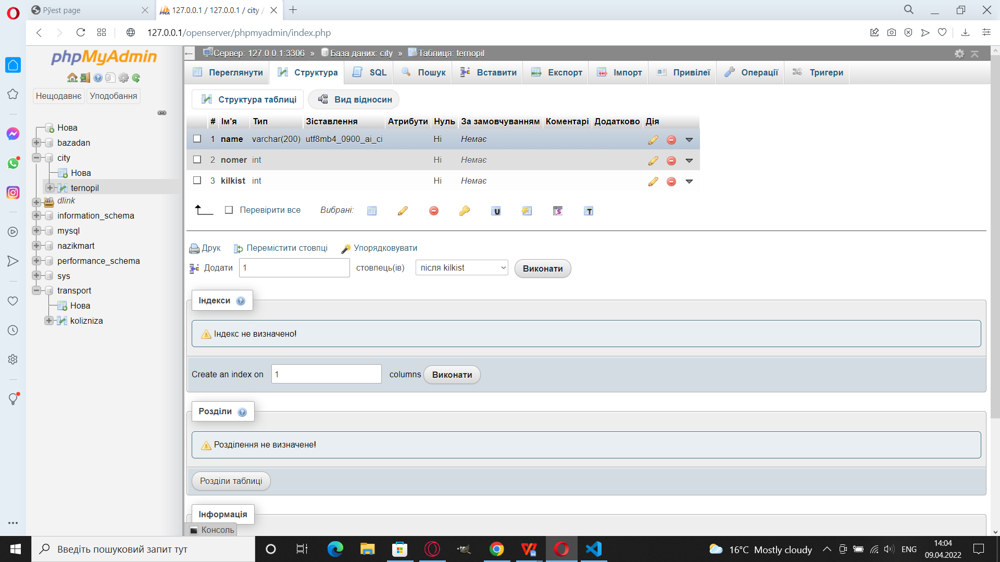 Pÿest page
127.0.0.1 / 127.0.0.1 / city /
127.0.0.1/openserver/phpmyadmin/index.php
phpMyAdmin
Нещодавнє
Уподобання
Нова
bazadan
city
Нова
ternopil
dlink
information_schema
mysql
nazikmart
performance_schema
sys
transport
Нова
kolizniza
Сервер: 127.0.0.1:3306 » База даних: city » Таблиця: ternopil
Переглянути Структура SQL Пошук Вставити Експорт Імпорт Привілеї Операції Тригери
Структура таблиці Вид відносин
# Ім'я Тип Зіставлення Атрибути Нуль За замовчуванням Коментарі Додатково Дія
1 name varchar(200) utf8mb4_0900_ai_ci Ні Немає
2 nomer int Ні Немає
3 kilkist int Ні Немає
Перевірити все Вибрані:
Друк Перемістити стовпці Упорядковувати
Додати 1 стовпець(ів) після kilkist Виконати
Індекси
Індекс не визначено!
Create an index on 1 columns Виконати
Розділи
Розділення не визначене!
Розділи таблиці
Інформація
Консоль
Введіть пошуковий запит тут
16°C Mostly cloudy
ENG
14:04
09.04.2022